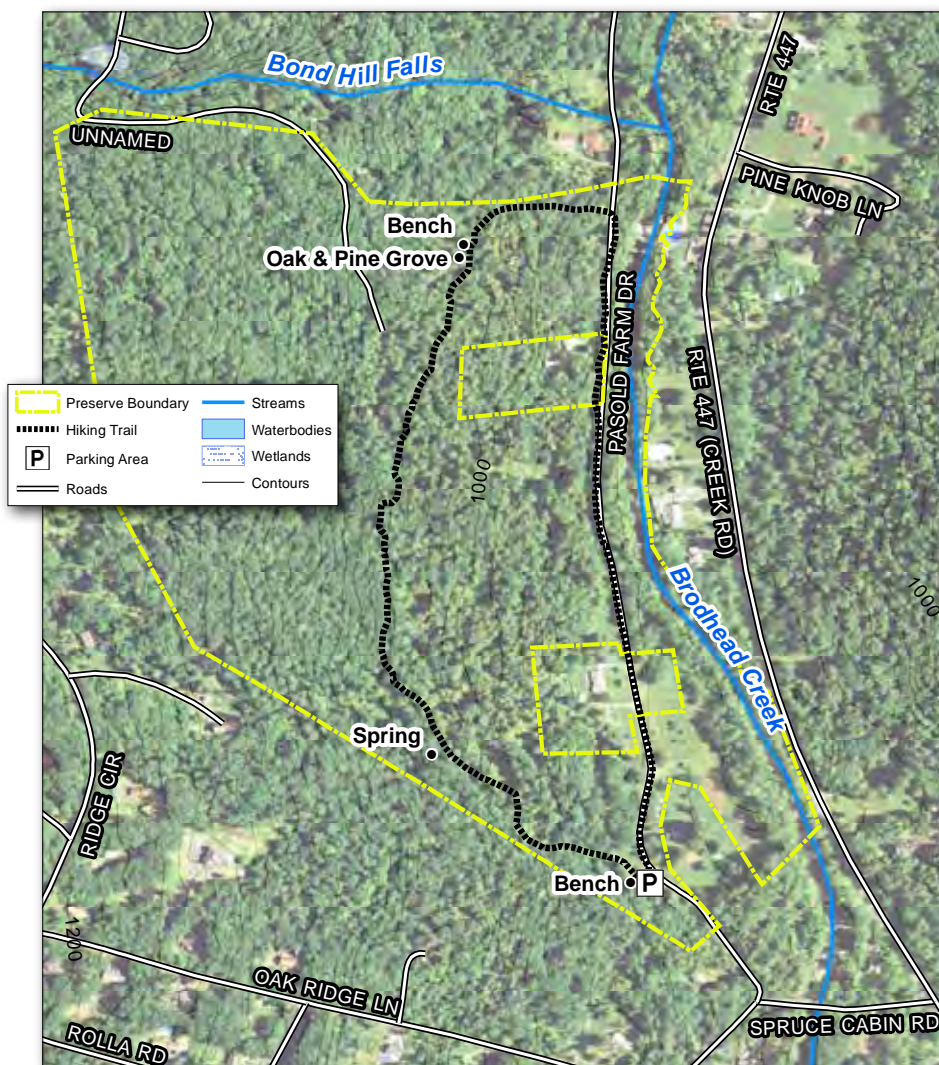 Bond Hill Falls
RTE 447
UNNAMED
PINE KNOB LN
Bench
Oak & Pine Grove
PASOLD FARM DR
RTE 447 (CREEK RD)
Preserve Boundary
Streams
Hiking Trail
Waterbodies
P
Parking Area
Wetlands
Roads
Contours
1000
1000
Brodhead Creek
Spring
RIDGE CIR
Bench
P
1200
OAK RIDGE LN
SPRUCE CABIN RD
ROLLA RD